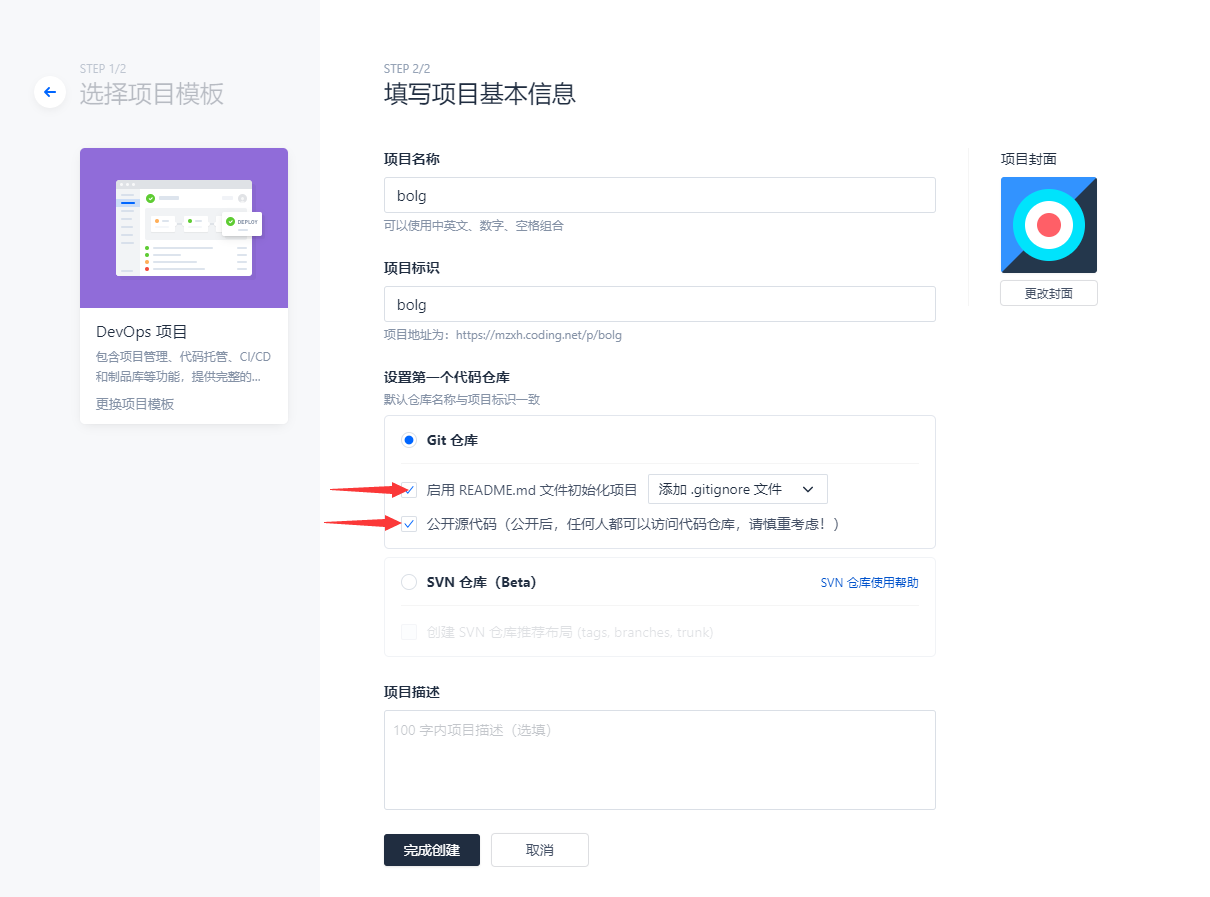 STEP 1/2
选择项目模板
DEPLOY
DevOps 项目
包含项目管理、代码托管、CI/CD
和制品库等功能，提供完整的...
更换项目模板
STEP 2/2
填写项目基本信息
项目名称
bolg
可以使用中英文、数字、空格组合
项目标识
bolg
项目地址为：https://mzxh.coding.net/p/bolg
设置第一个代码仓库
默认仓库名称与项目标识一致
Git 仓库
启用 README.md 文件初始化项目 添加 .gitignore 文件
公开源代码（公开后，任何人都可以访问代码仓库，请慎重考虑！）
SVN 仓库（Beta） SVN 仓库使用帮助
创建 SVN 仓库推荐布局 (tags, branches, trunk)
项目描述
100 字内项目描述（选填）
完成创建 取消
项目封面
更改封面